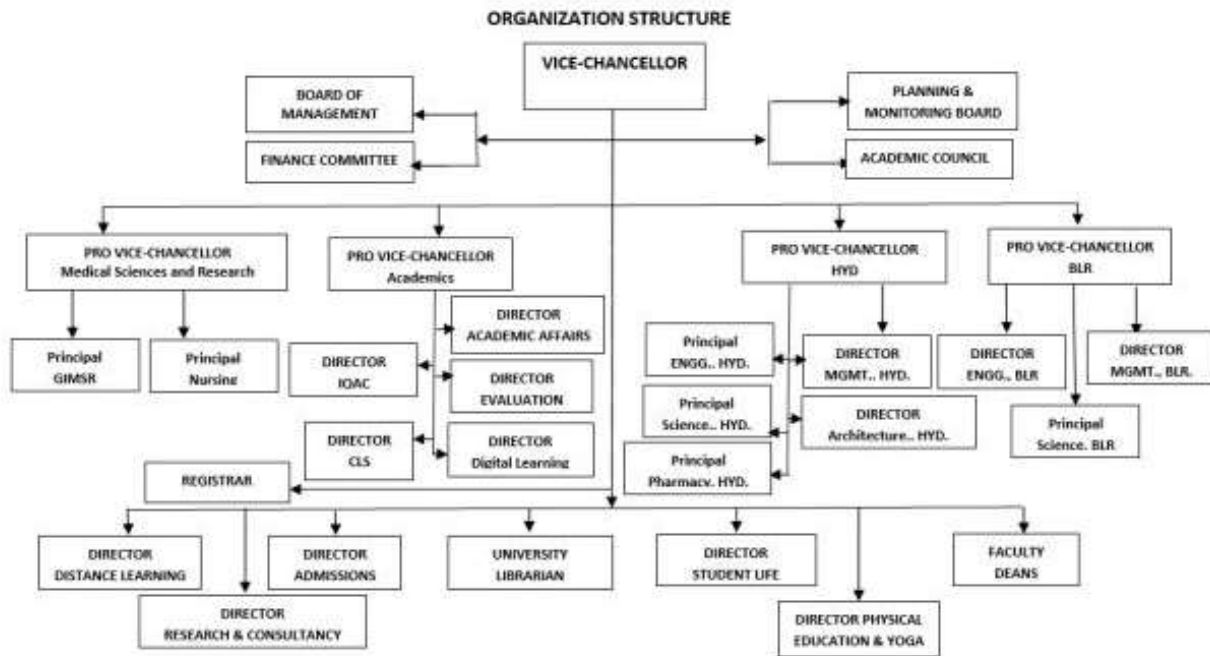 ORGANIZATION STRUCTURE
VICE-CHANCELLOR
BOARD OF
MANAGEMENT
PLANNING &
MONITORING BOARD
FINANCE COMMITTEE
ACADEMIC COUNCIL
PRO VICE-CHANCELLOR
Medical Sciences and Research
PRO VICE-CHANCELLOR
Academics
PRO VICE-CHANCELLOR
HYD
PRO VICE-CHANCELLOR
BLR
Principal
GIMSR
Principal
Nursing
DIRECTOR
ACADEMIC AFFAIRS
DIRECTOR
IQAC
DIRECTOR
EVALUATION
DIRECTOR
CLS
DIRECTOR
Digital Learning
Principal
ENGG., HYD.
DIRECTOR
MGMT., HYD.
Principal
Science., HYD.
DIRECTOR
Architecture., HYD.
Principal
Pharmacy. HYD.
DIRECTOR
ENGG., BLR
DIRECTOR
MGMT., BLR.
Principal
Science. BLR
REGISTRAR
DIRECTOR
DISTANCE LEARNING
DIRECTOR
ADMISSIONS
UNIVERSITY
LIBRARIAN
DIRECTOR
STUDENT LIFE
FACULTY
DEANS
DIRECTOR
RESEARCH & CONSULTANCY
DIRECTOR PHYSICAL
EDUCATION & YOGA